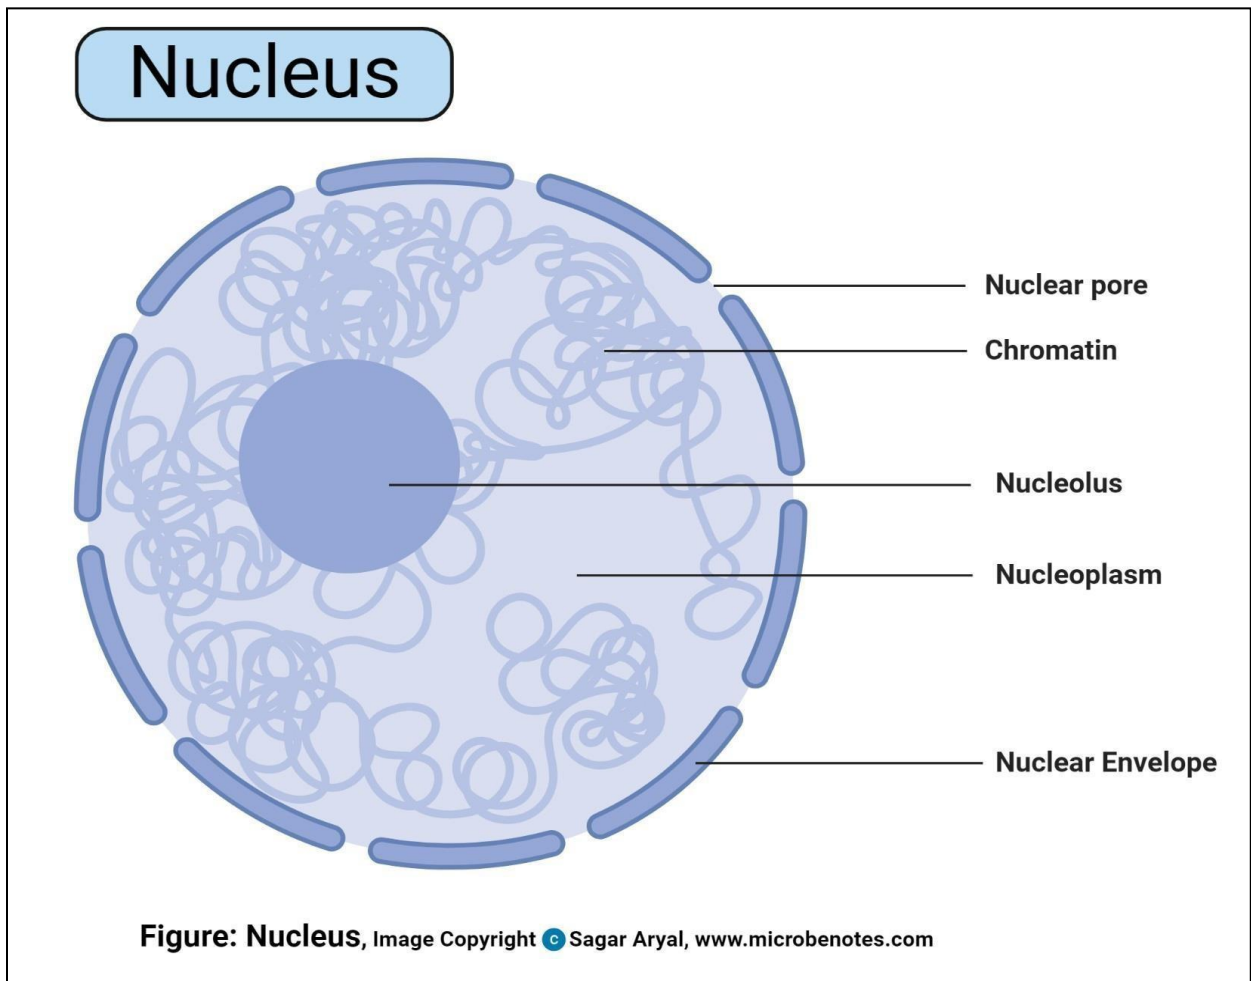 Nucleus
Nuclear pore
Chromatin
Nucleolus
Nucleoplasm
Nuclear Envelope
Figure: Nucleus, Image Copyright © Sagar Aryal, www.microbenotes.com